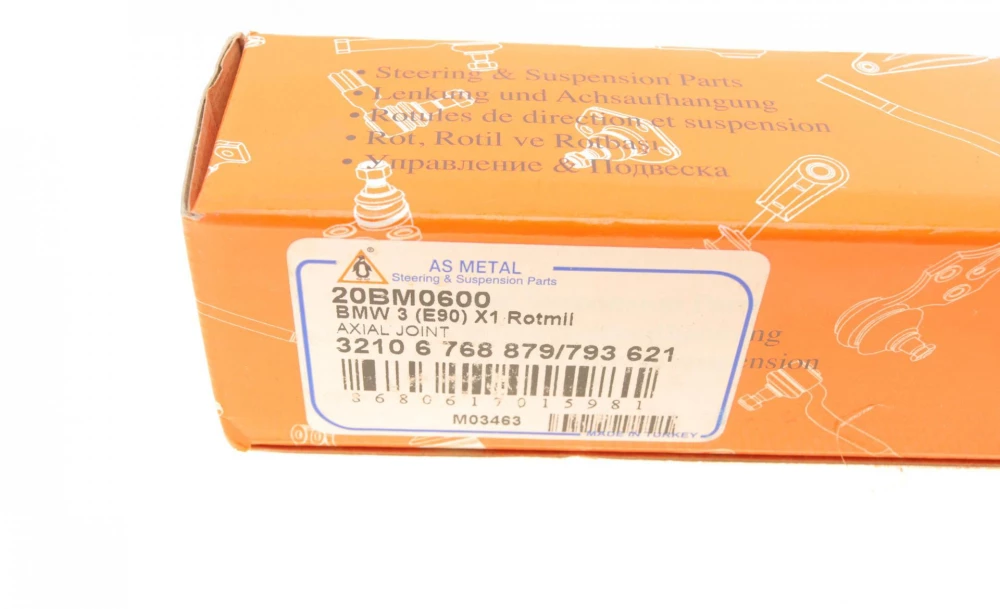 • Steering & Suspension Parts
• Lenkung und Achsaufhangung
• Rotules de direction et suspension
• Rot, Rotil ve Rotbaşı
• Управление & Подвеска
®
AS METAL
Steering & Suspension Parts
20BM0600
BMW 3 (E90) X1 Rotmil
AXIAL JOINT
3210 6 768 879/793 621
8680617015981
M03463
MADE IN TURKEY